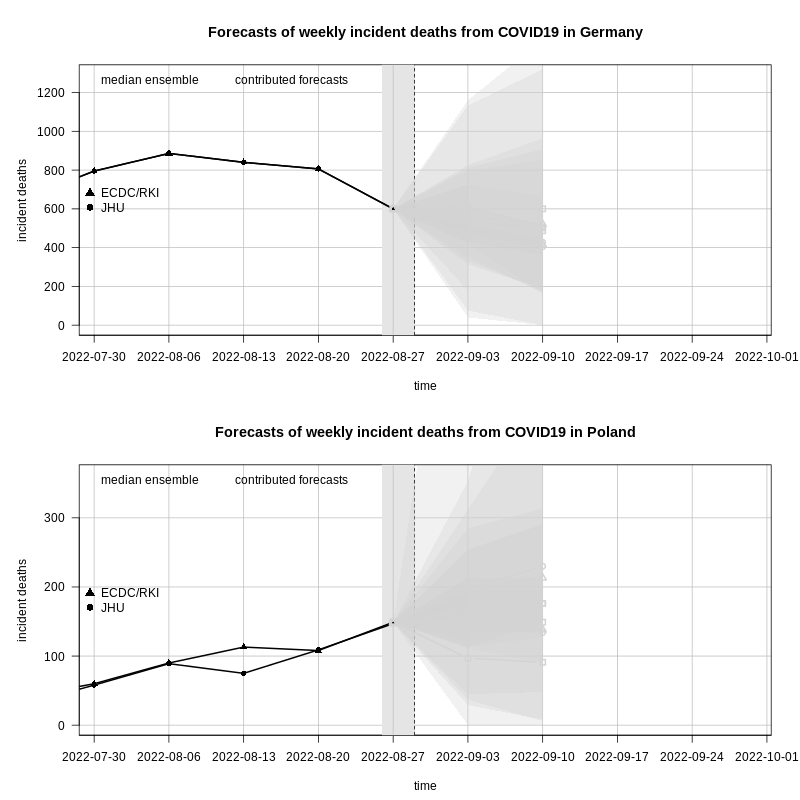 Forecasts of weekly incident deaths from COVID19 in Germany
median ensemble contributed forecasts
1200
1000
800
600
400
200
0
incident deaths
ECDC/RKI
JHU
2022-07-30 2022-08-06 2022-08-13 2022-08-20 2022-08-27 2022-09-03 2022-09-10 2022-09-17 2022-09-24 2022-10-01
time
Forecasts of weekly incident deaths from COVID19 in Poland
median ensemble contributed forecasts
300
200
100
0
incident deaths
ECDC/RKI
JHU
2022-07-30 2022-08-06 2022-08-13 2022-08-20 2022-08-27 2022-09-03 2022-09-10 2022-09-17 2022-09-24 2022-10-01
time